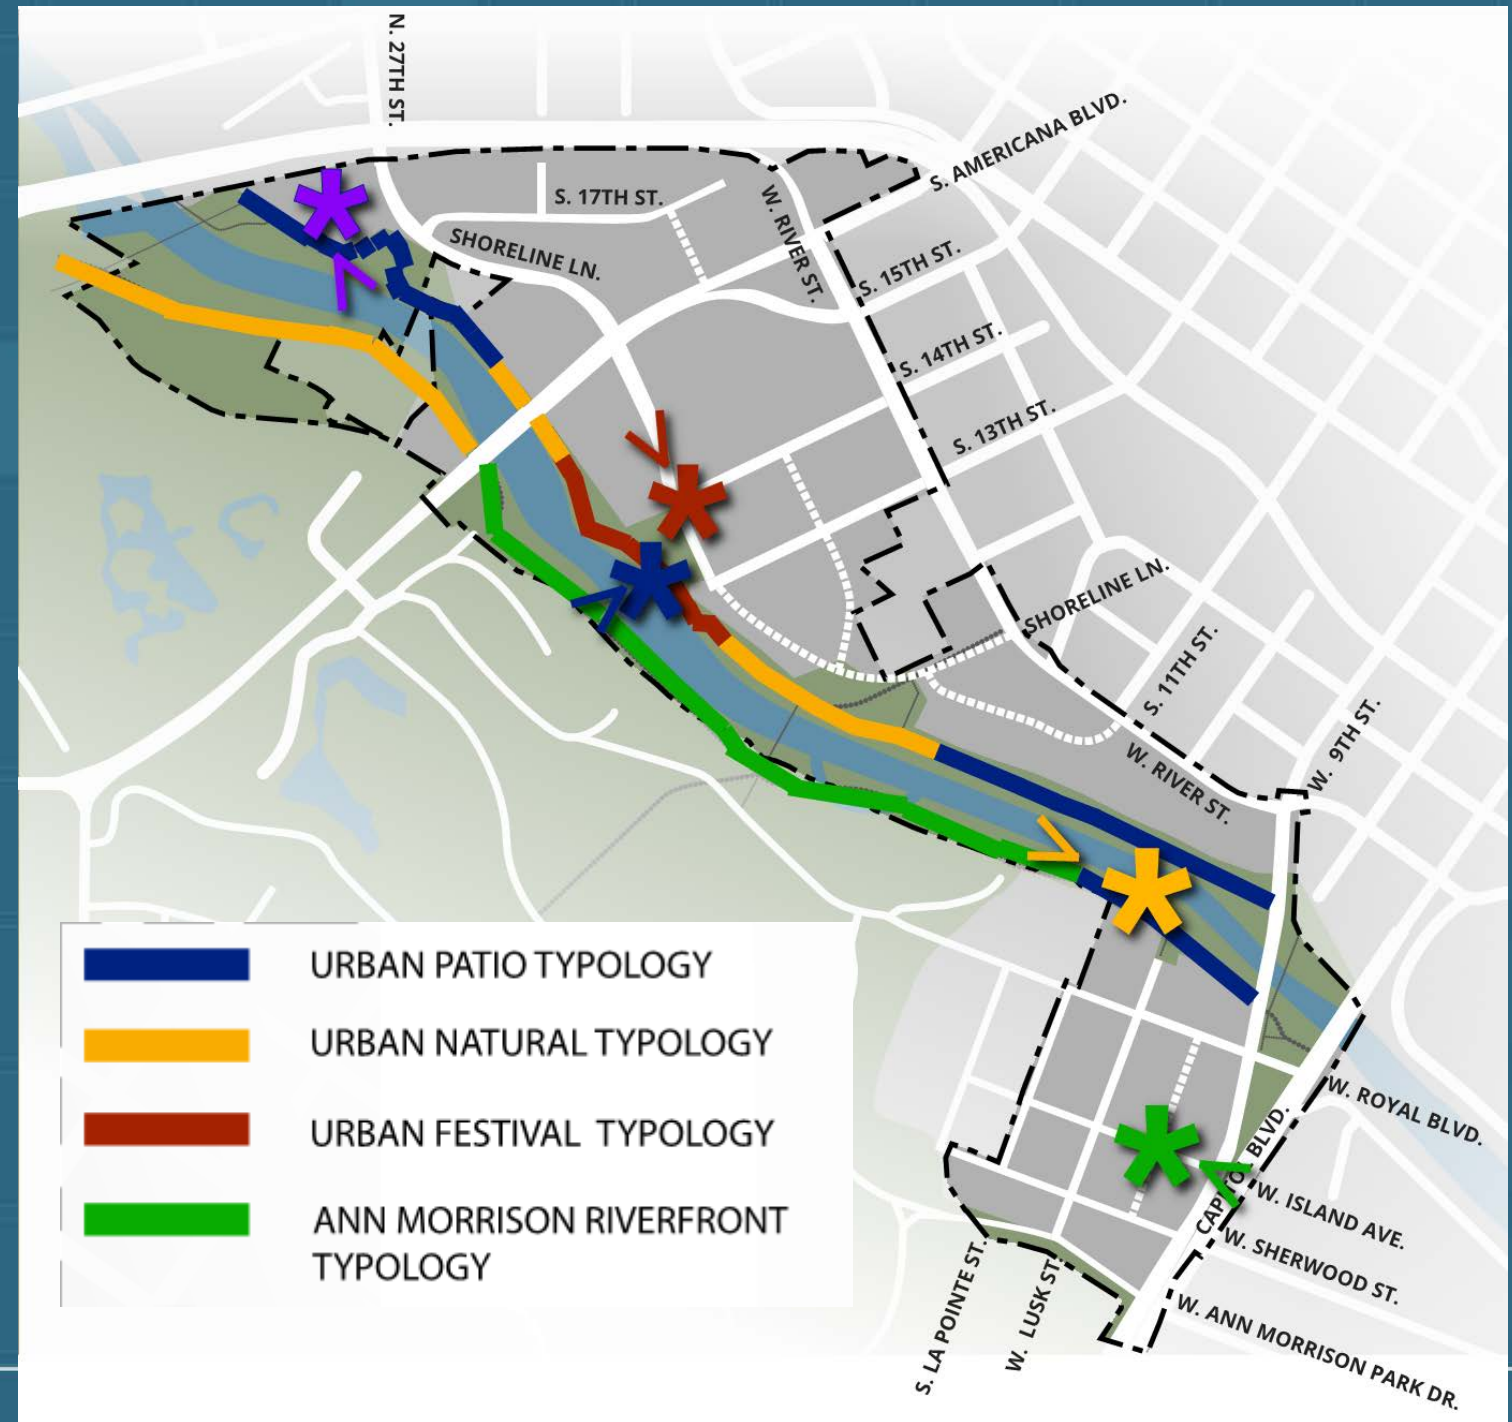 N. 27TH ST.
S. AMERICANA BLVD.
S. 17TH ST.
W. RIVER ST.
SHORELINE LN.
S. 15TH ST.
S. 14TH ST.
S. 13TH ST.
SHORELINE LN.
S. 11TH ST.
W. 9TH ST.
W. RIVER ST.
URBAN PATIO TYPOLOGY
URBAN NATURAL TYPOLOGY
URBAN FESTIVAL TYPOLOGY
ANN MORRISON RIVERFRONT
TYPOLOGY
W. ROYAL BLVD.
CAPITOL BLVD.
W. ISLAND AVE.
W. SHERWOOD ST.
W. ANN MORRISON PARK DR.
S. LA POINTE ST.
W. LUSK ST.